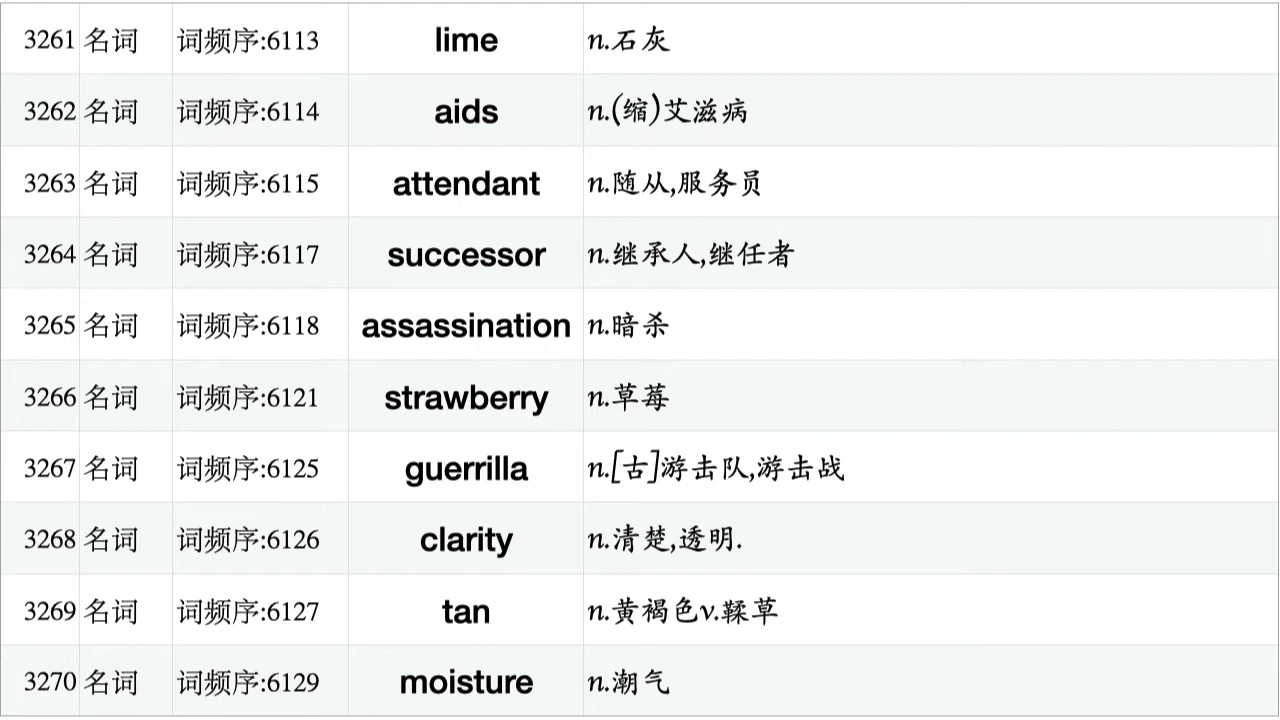 3261 名词 词频序:6113 lime n.石灰
3262 名词 词频序:6114 aids n.(缩)艾滋病
3263 名词 词频序:6115 attendant n.随从,服务员
3264 名词 词频序:6117 successor n.继承人,继任者
3265 名词 词频序:6118 assassination n.暗杀
3266 名词 词频序:6121 strawberry n.草莓
3267 名词 词频序:6125 guerrilla n.[古]游击队,游击战
3268 名词 词频序:6126 clarity n.清楚,透明.
3269 名词 词频序:6127 tan n.黄褐色v.鞣草
3270 名词 词频序:6129 moisture n.潮气